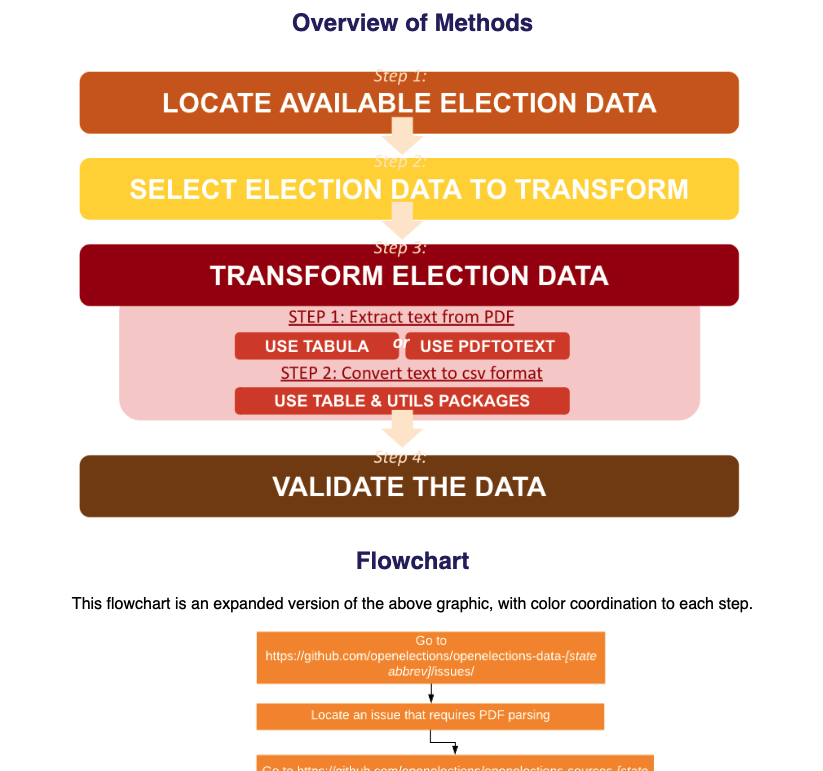 Overview of Methods
Step 1:
LOCATE AVAILABLE ELECTION DATA
Step 2:
SELECT ELECTION DATA TO TRANSFORM
Step 3:
TRANSFORM ELECTION DATA
STEP 1: Extract text from PDF
USE TABULA or USE PDFTOTEXT
STEP 2: Convert text to csv format
USE TABLE & UTILS PACKAGES
Step 4:
VALIDATE THE DATA
Flowchart
This flowchart is an expanded version of the above graphic, with color coordination to each step.
Go to
https://github.com/openelections/openelections-data-[state
abbrev]/issues/
Locate an issue that requires PDF parsing
Go to https://github.com/openelections/openelections-sources-[state